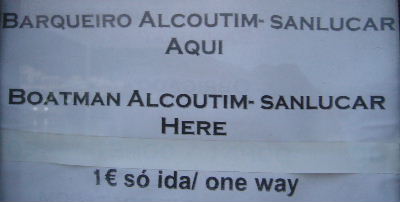 Barqueiro Alcoutim- sanlucar
Aqui
Boatman Alcoutim- sanlucar
Here
1€ só ida/ one way